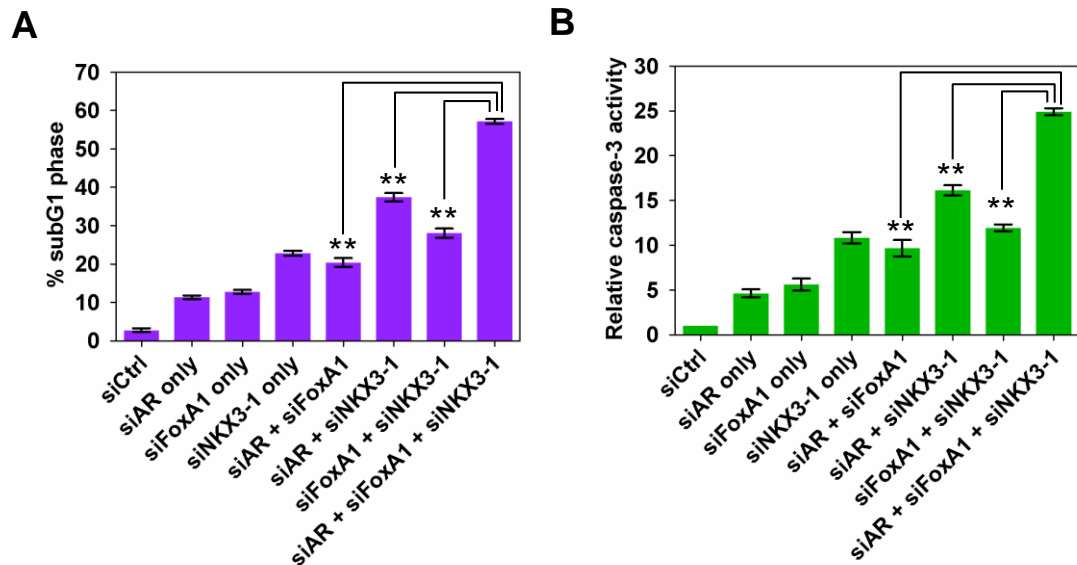 A
% subG1 phase
70
60
50
40
30
20
10
0
**
**
**
siCtrl
siAR only
siFoxA1 only
siNKX3-1 only
siAR + siFoxA1
siAR + siNKX3-1
siFoxA1 + siNKX3-1
siAR + siFoxA1 + siNKX3-1
B
Relative caspase-3 activity
30
25
20
15
10
5
0
**
**
**
siCtrl
siAR only
siFoxA1 only
siNKX3-1 only
siAR + siFoxA1
siAR + siNKX3-1
siFoxA1 + siNKX3-1
siAR + siFoxA1 + siNKX3-1